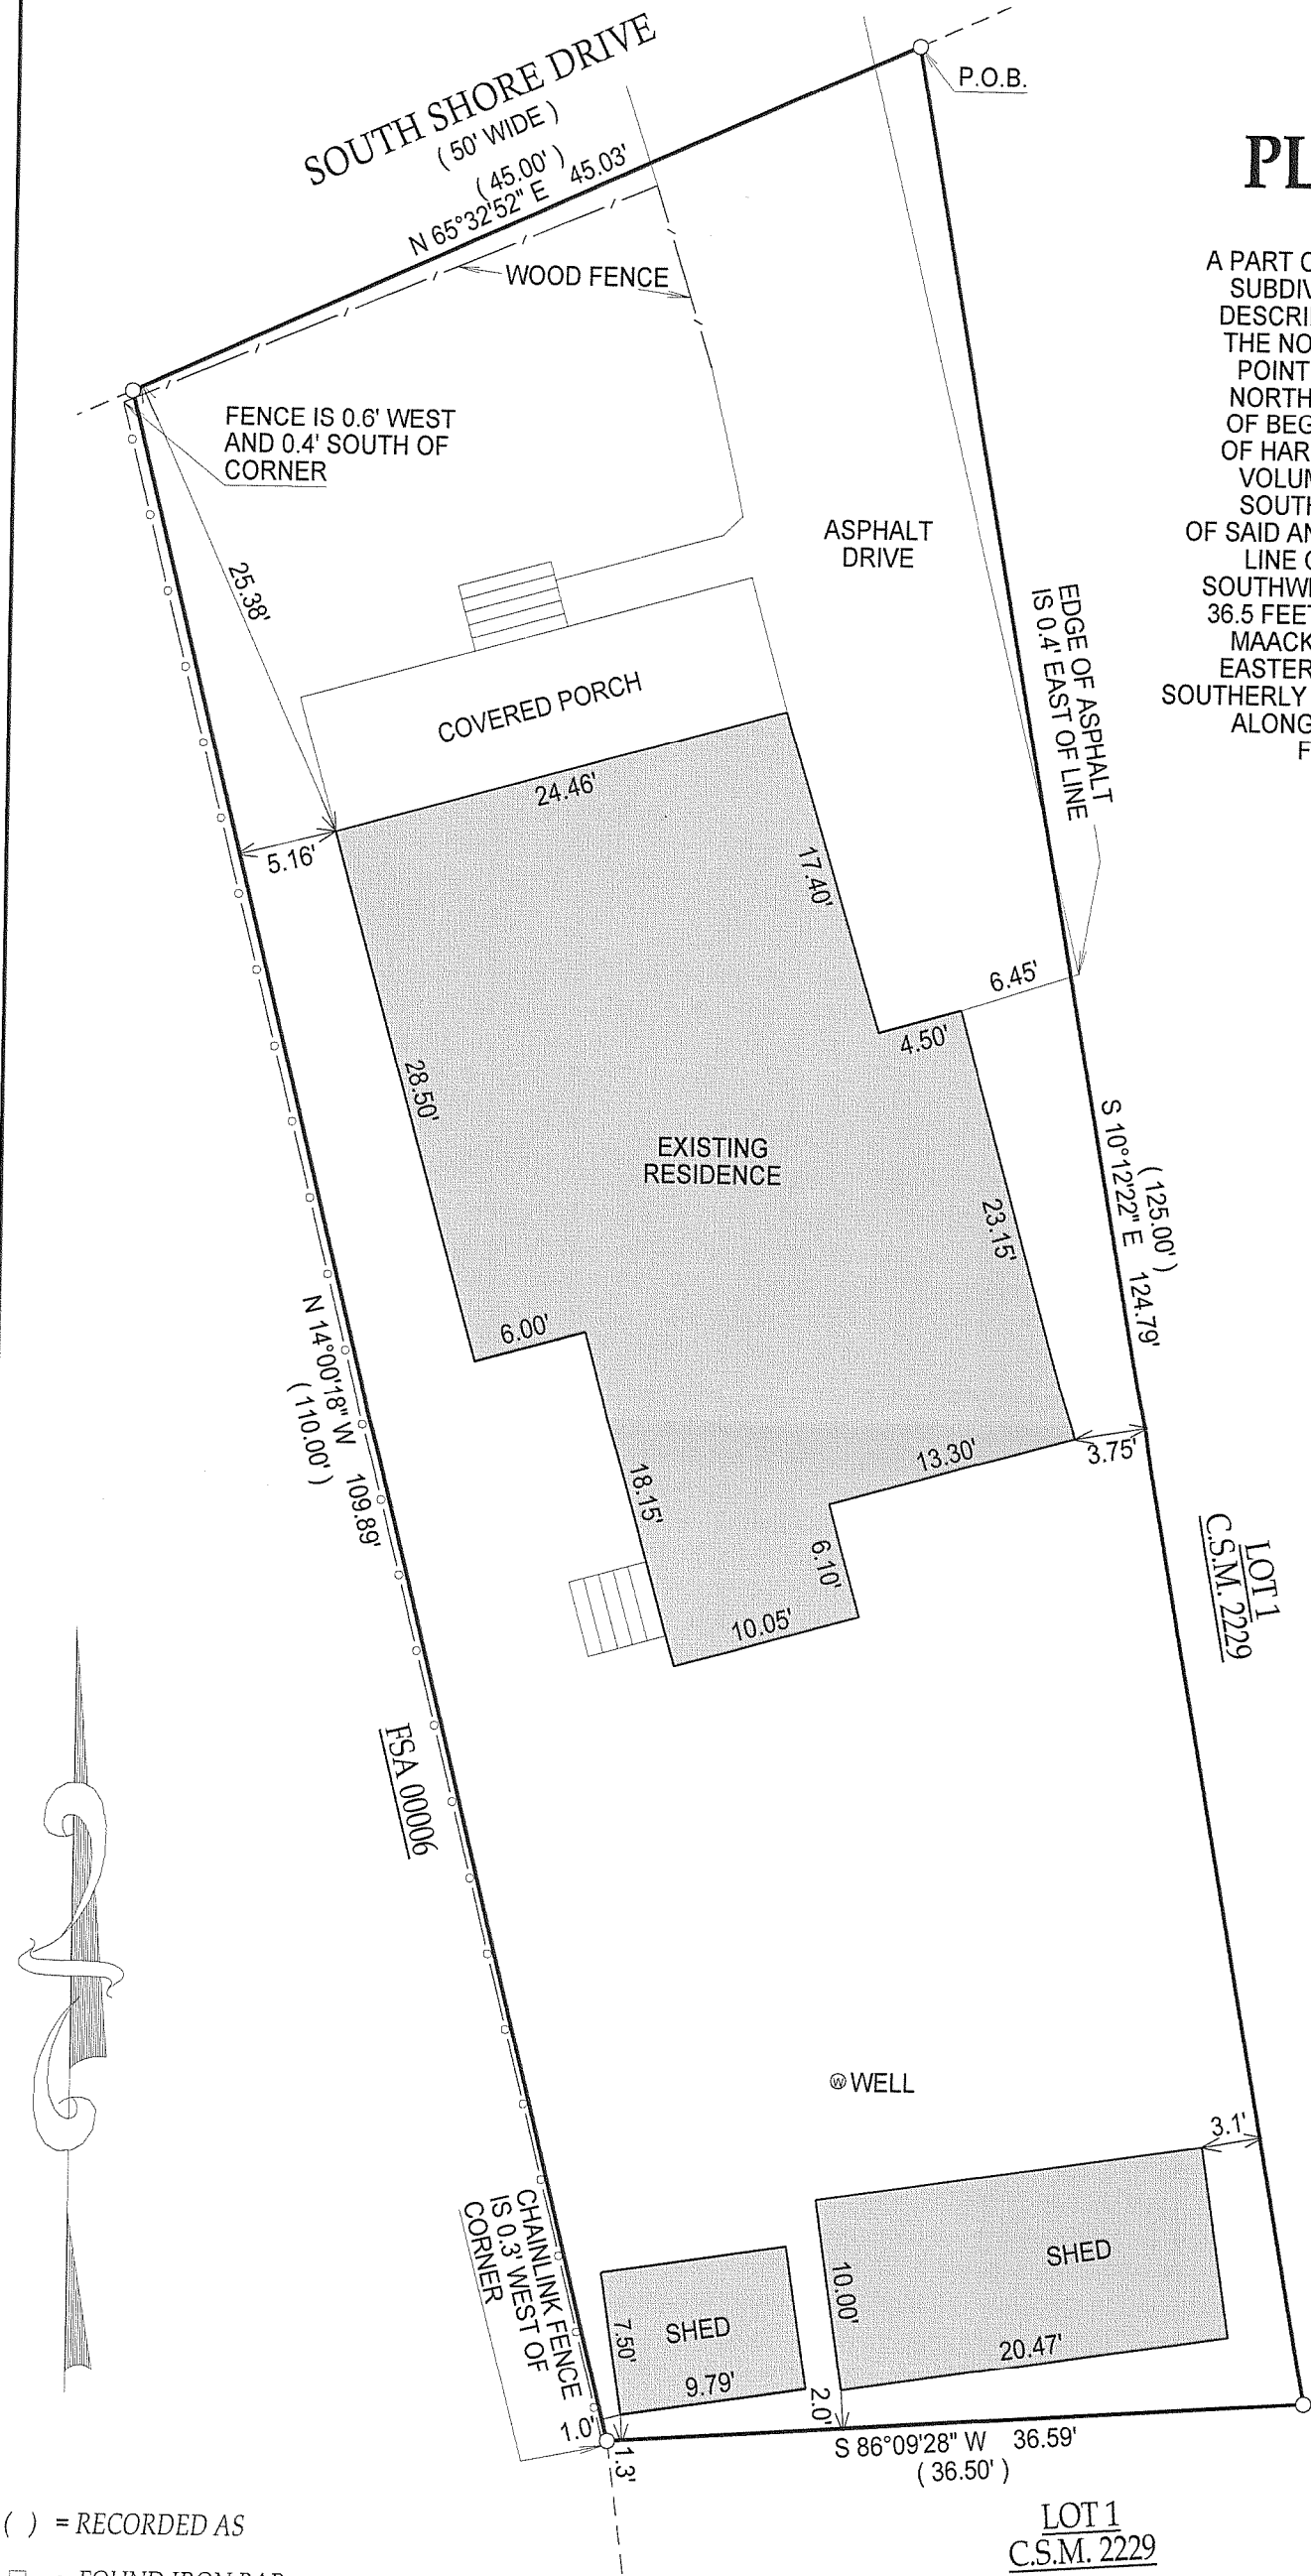 SOUTH SHORE DRIVE
( 50' WIDE )
( 45.00' )
N 65°32'52" E 45.03'
P.O.B.
PL
WOOD FENCE
A PART O
SUBDIV
DESCRI
THE NO
POINT
NORTH
OF BEG
OF HAR
VOLUM
SOUTH
OF SAID AN
LINE O
SOUTHWE
36.5 FEET
MAACK
EASTER
SOUTHERLY
ALONG
F
FENCE IS 0.6' WEST
AND 0.4' SOUTH OF
CORNER
ASPHALT
DRIVE
25.38'
EDGE OF ASPHALT
IS 0.4' EAST OF LINE
COVERED PORCH
24.46'
5.16'
17.40'
6.45'
4.50'
28.50'
EXISTING
RESIDENCE
S 10°12'22" E 124.79'
( 125.00' )
23.15'
6.00'
N 14°00'18" W 109.89'
( 110.00' )
13.30'
3.75'
18.15'
6.10'
10.05'
LOT 1
C.S.M. 2229
FSA 00006
W WELL
3.1'
CHAINLINK FENCE
IS 0.3' WEST OF
CORNER
SHED
10.00'
20.47'
SHED
7.50'
9.79'
1.0'
1.3'
2.0'
S 86°09'28" W 36.59'
( 36.50' )
LOT 1
C.S.M. 2229
( ) = RECORDED AS
= FOUND IRON BAR